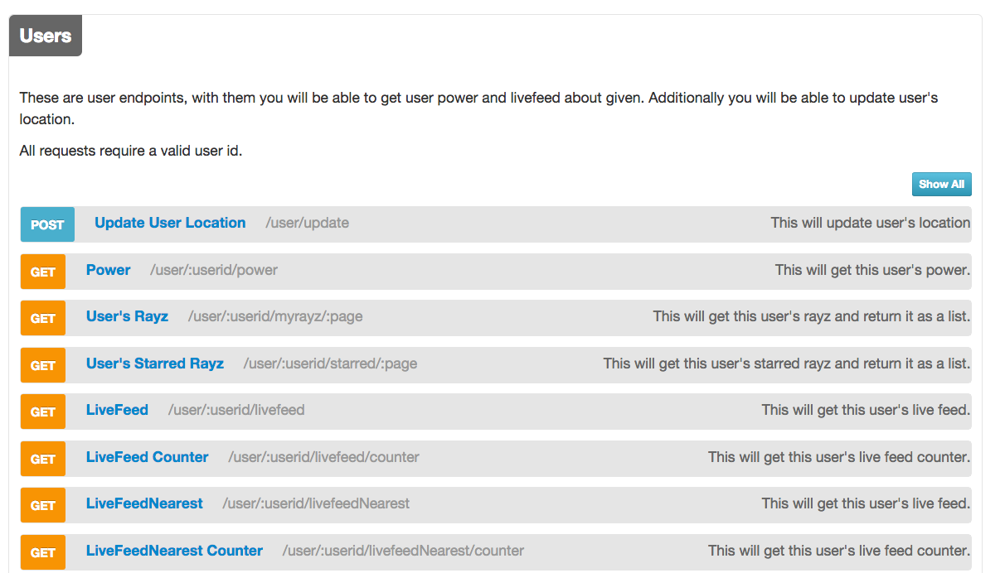 Users
These are user endpoints, with them you will be able to get user power and livefeed about given. Additionally you will be able to update user's
location.
All requests require a valid user id.
Show All
POST Update User Location /user/update This will update user's location
GET Power /user/:userid/power This will get this user's power.
GET User's Rayz /user/:userid/myrayz/:page This will get this user's rayz and return it as a list.
GET User's Starred Rayz /user/:userid/starred/:page This will get this user's starred rayz and return it as a list.
GET LiveFeed /user/:userid/livefeed This will get this user's live feed.
GET LiveFeed Counter /user/:userid/livefeed/counter This will get this user's live feed counter.
GET LiveFeedNearest /user/:userid/livefeedNearest This will get this user's live feed.
GET LiveFeedNearest Counter /user/:userid/livefeedNearest/counter This will get this user's live feed counter.